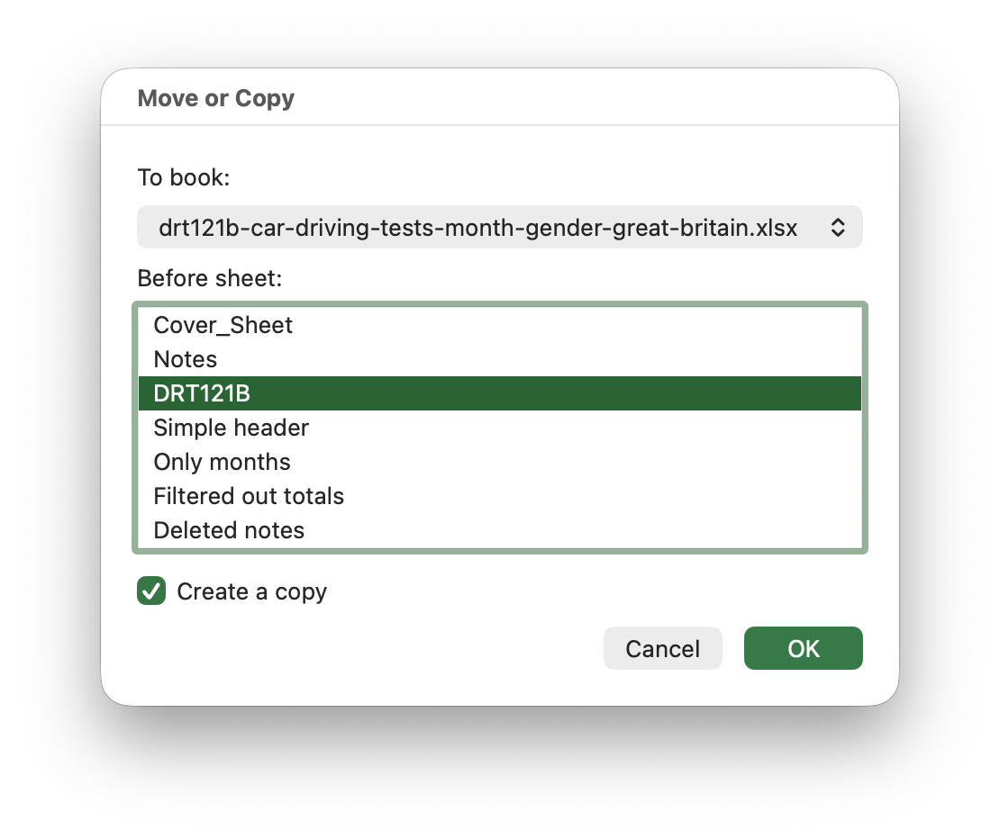 Move or Copy
To book:
drt121b-car-driving-tests-month-gender-great-britain.xlsx
Before sheet:
Cover_Sheet
Notes
DRT121B
Simple header
Only months
Filtered out totals
Deleted notes
Create a copy
Cancel OK